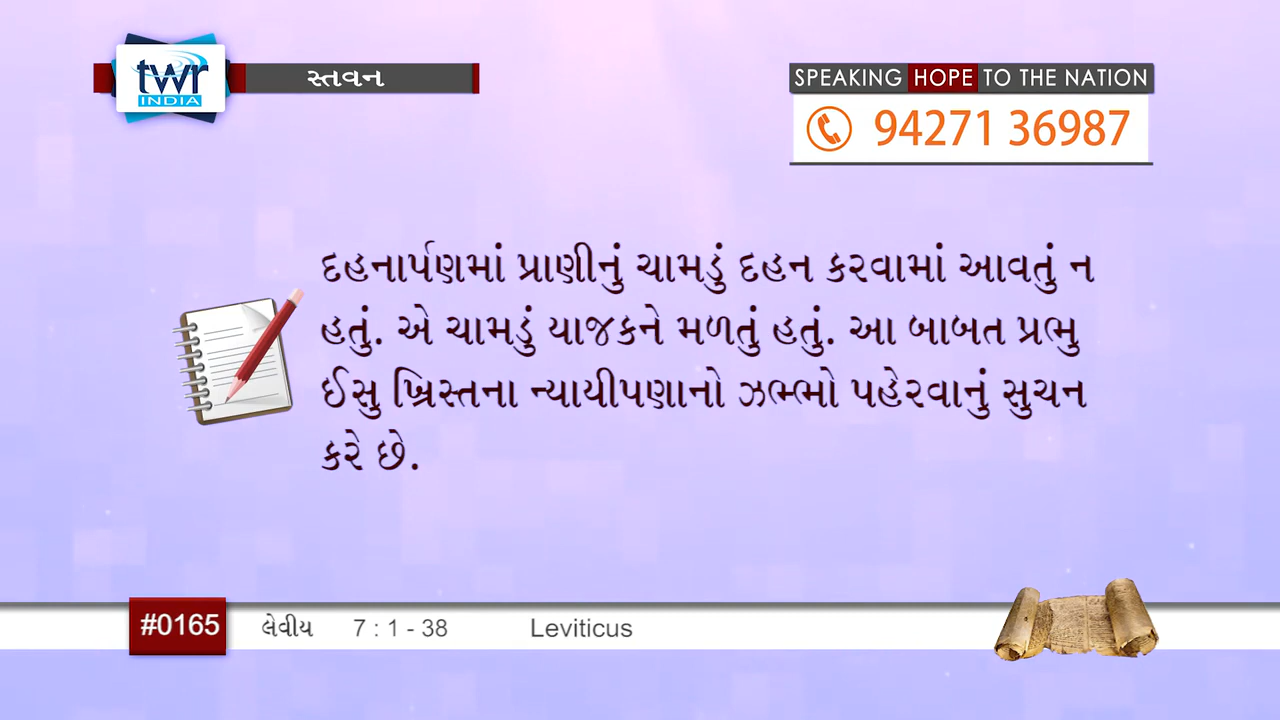 twr
INDIA
સ્તવન
SPEAKING HOPE TO THE NATION
94271 36987
દહનાર્પણમાં પ્રાણીનું ચામડું દહન કરવામાં આવતું ન
હતું. એ ચામડું યાજકને મળતું હતું. આ બાબત પ્રભુ
ઈસુ ખ્રિસ્તના ન્યાયીપણાનો ઝભ્ભો પહેરવાનું સુચન
કરે છે.
#0165 લેવીય 7 : 1 - 38 Leviticus